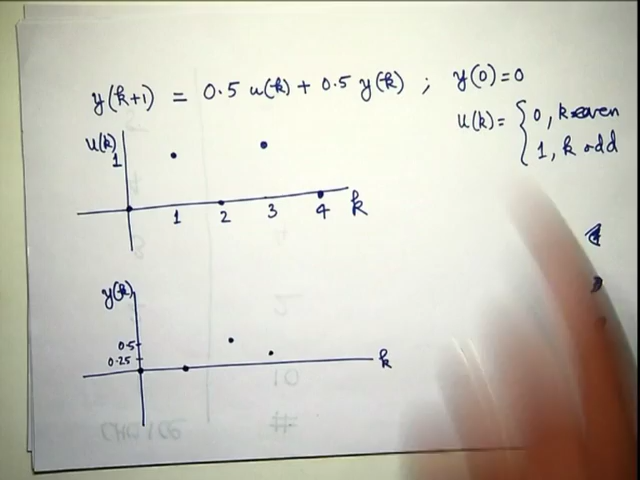 y(k+1) = 0.5 u(k) + 0.5 y(k) ; y(0)=0
u(k) = { 0, k even
1, k odd
u(k)
1
1 2 3 4 k
y(k)
0.5
0.25
k